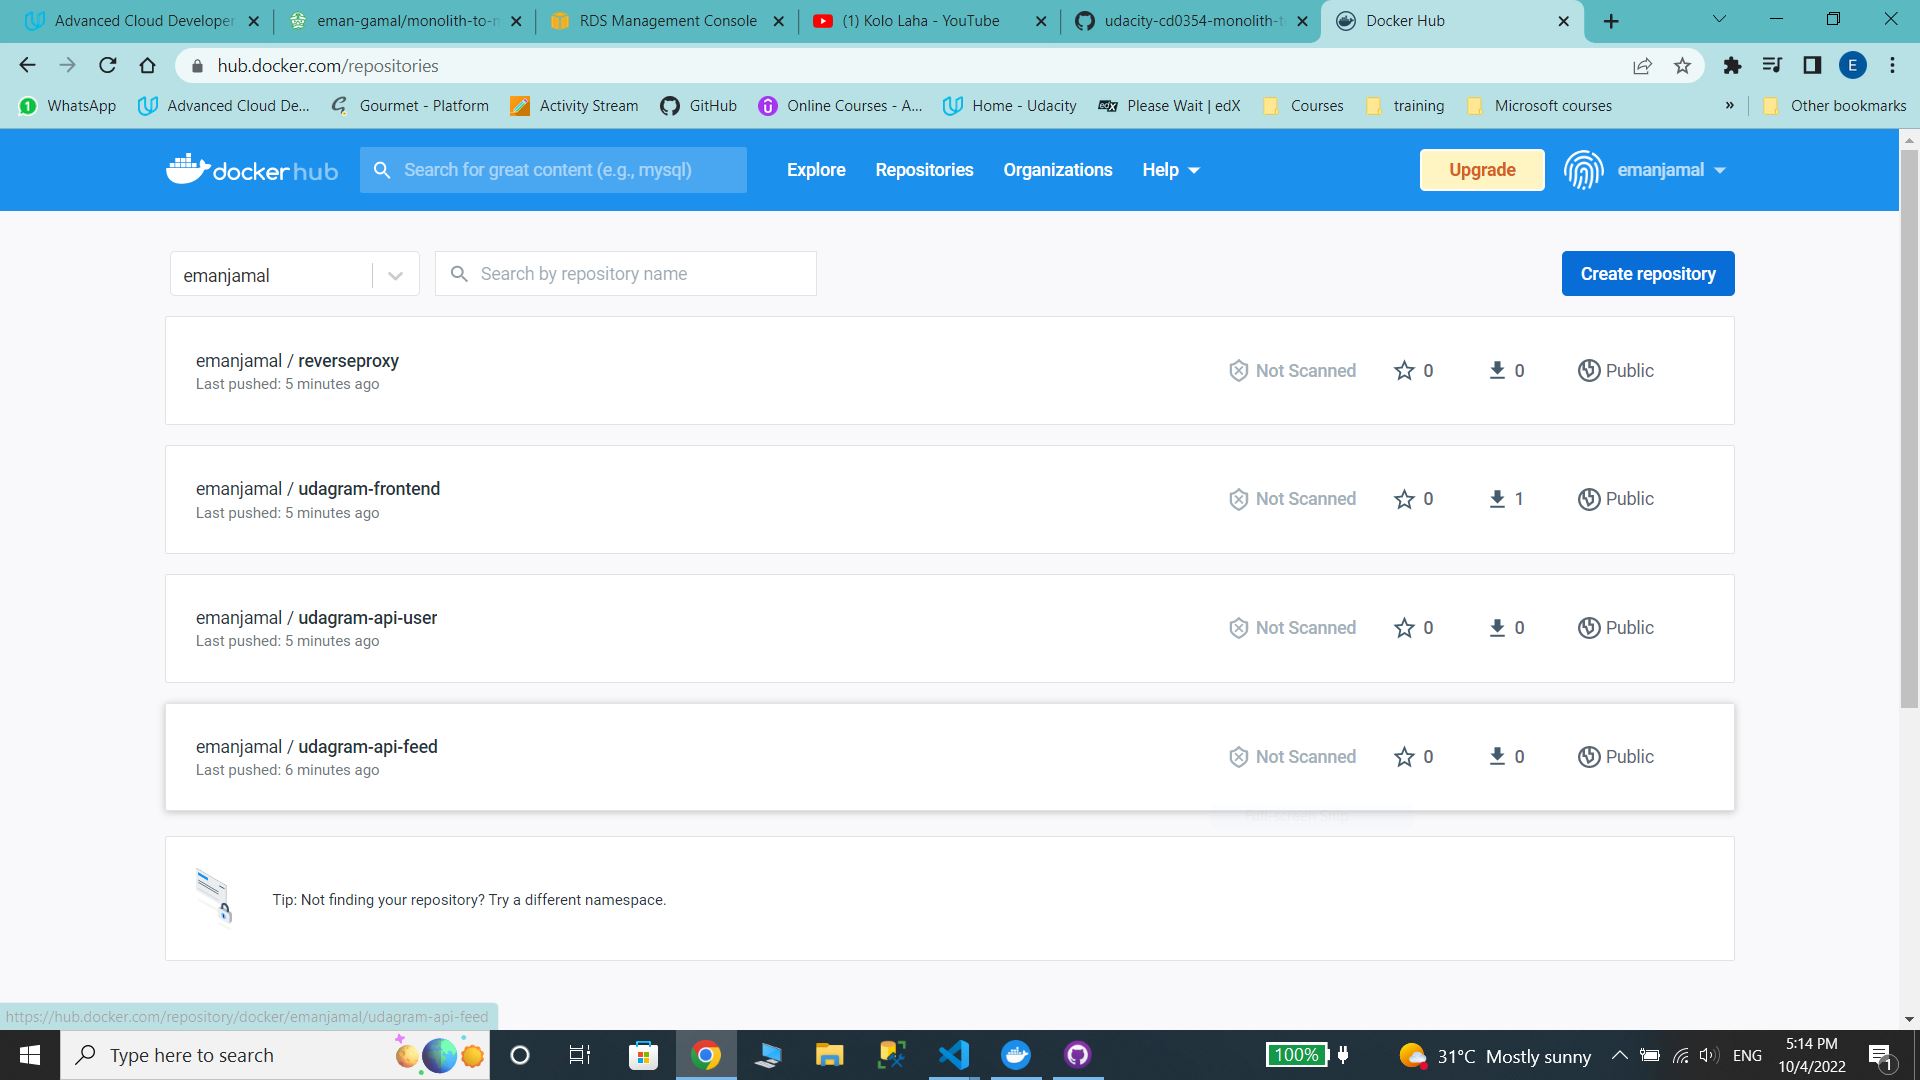 Advanced Cloud Developer
eman-gamal/monolith-to-m
RDS Management Console
(1) Kolo Laha - YouTube
udacity-cd0354-monolith-to
Docker Hub
hub.docker.com/repositories
E
WhatsApp
Advanced Cloud De...
Gourmet - Platform
Activity Stream
GitHub
Online Courses - A...
Home - Udacity
Please Wait | edX
Courses
training
Microsoft courses
»
Other bookmarks
docker hub
Search for great content (e.g., mysql)
Explore
Repositories
Organizations
Help
Upgrade
emanjamal
emanjamal
Search by repository name
Create repository
emanjamal / reverseproxy
Last pushed: 5 minutes ago
Not Scanned
0
0
Public
emanjamal / udagram-frontend
Last pushed: 5 minutes ago
Not Scanned
0
1
Public
emanjamal / udagram-api-user
Last pushed: 5 minutes ago
Not Scanned
0
0
Public
emanjamal / udagram-api-feed
Last pushed: 6 minutes ago
Not Scanned
0
0
Public
Full-screen Snip
Tip: Not finding your repository? Try a different namespace.
https://hub.docker.com/repository/docker/emanjamal/udagram-api-feed
Type here to search
100%
31°C Mostly sunny
ENG
5:14 PM
10/4/2022
1